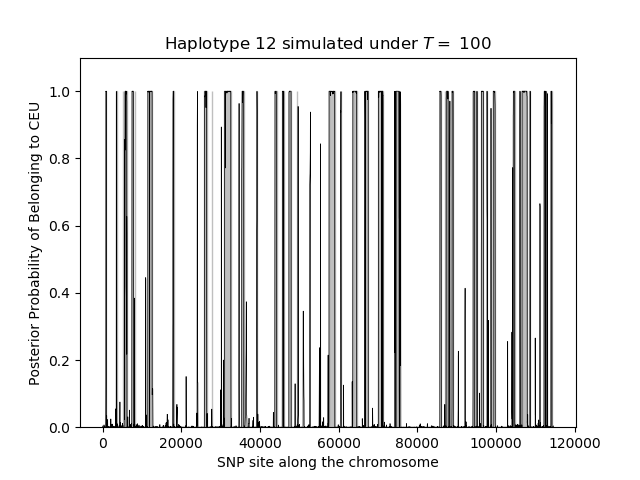 Haplotype 12 simulated under T = 100
Posterior Probability of Belonging to CEU
1.0
0.8
0.6
0.4
0.2
0.0
0 20000 40000 60000 80000 100000 120000
SNP site along the chromosome